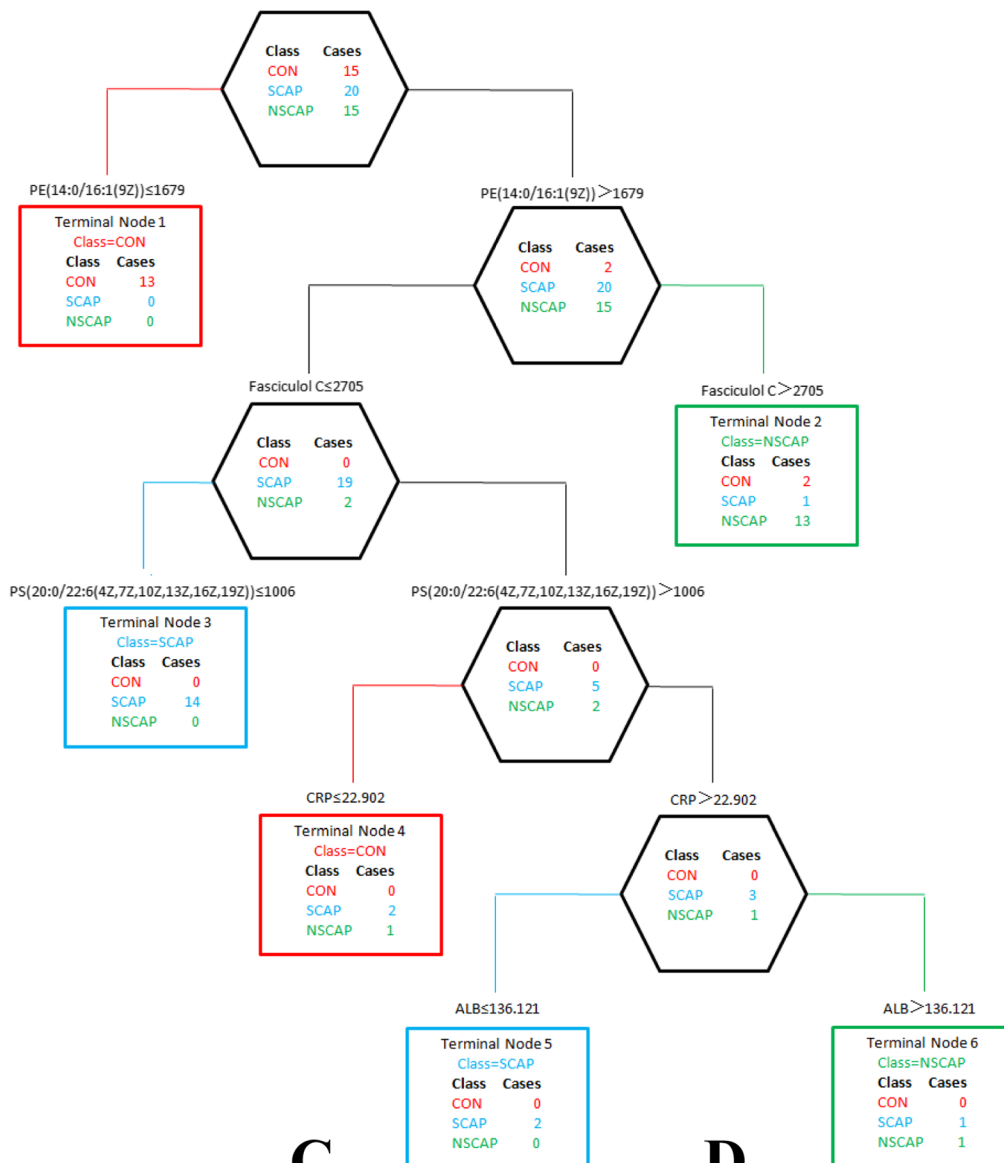 Class Cases
CON 15
SCAP 20
NSCAP 15
PE(14:0/16:1(9Z))≤1679
PE(14:0/16:1(9Z))＞1679
Terminal Node 1
Class=CON
Class Cases
CON 13
SCAP 0
NSCAP 0
Class Cases
CON 2
SCAP 20
NSCAP 15
Fasciculol C≤2705
Fasciculol C＞2705
Class Cases
CON 0
SCAP 19
NSCAP 2
Terminal Node 2
Class=NSCAP
Class Cases
CON 2
SCAP 1
NSCAP 13
PS(20:0/22:6(4Z,7Z,10Z,13Z,16Z,19Z))≤1006
PS(20:0/22:6(4Z,7Z,10Z,13Z,16Z,19Z))＞1006
Terminal Node 3
Class=SCAP
Class Cases
CON 0
SCAP 14
NSCAP 0
Class Cases
CON 0
SCAP 5
NSCAP 2
CRP≤22.902
CRP＞22.902
Terminal Node 4
Class=CON
Class Cases
CON 0
SCAP 2
NSCAP 1
Class Cases
CON 0
SCAP 3
NSCAP 1
ALB≤136.121
ALB＞136.121
Terminal Node 5
Class=SCAP
Class Cases
CON 0
SCAP 2
NSCAP 0
Terminal Node 6
Class=NSCAP
Class Cases
CON 0
SCAP 1
NSCAP 1
C D